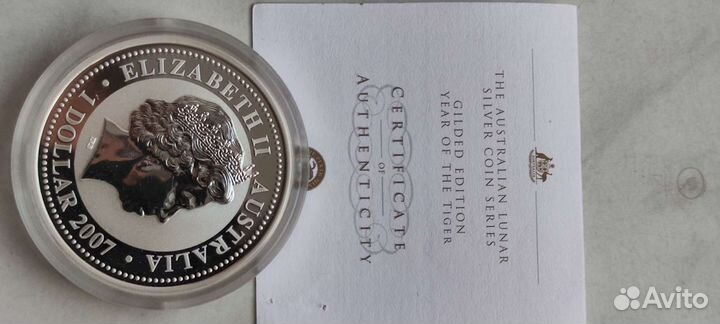 ELIZABETH II · AUSTRALIA · 1 DOLLAR 2007 ·
THE AUSTRALIAN LUNAR
SILVER COIN SERIES
GILDED EDITION
YEAR OF THE TIGER
CERTIFICATE
OF
AUTHENTICITY
Avito